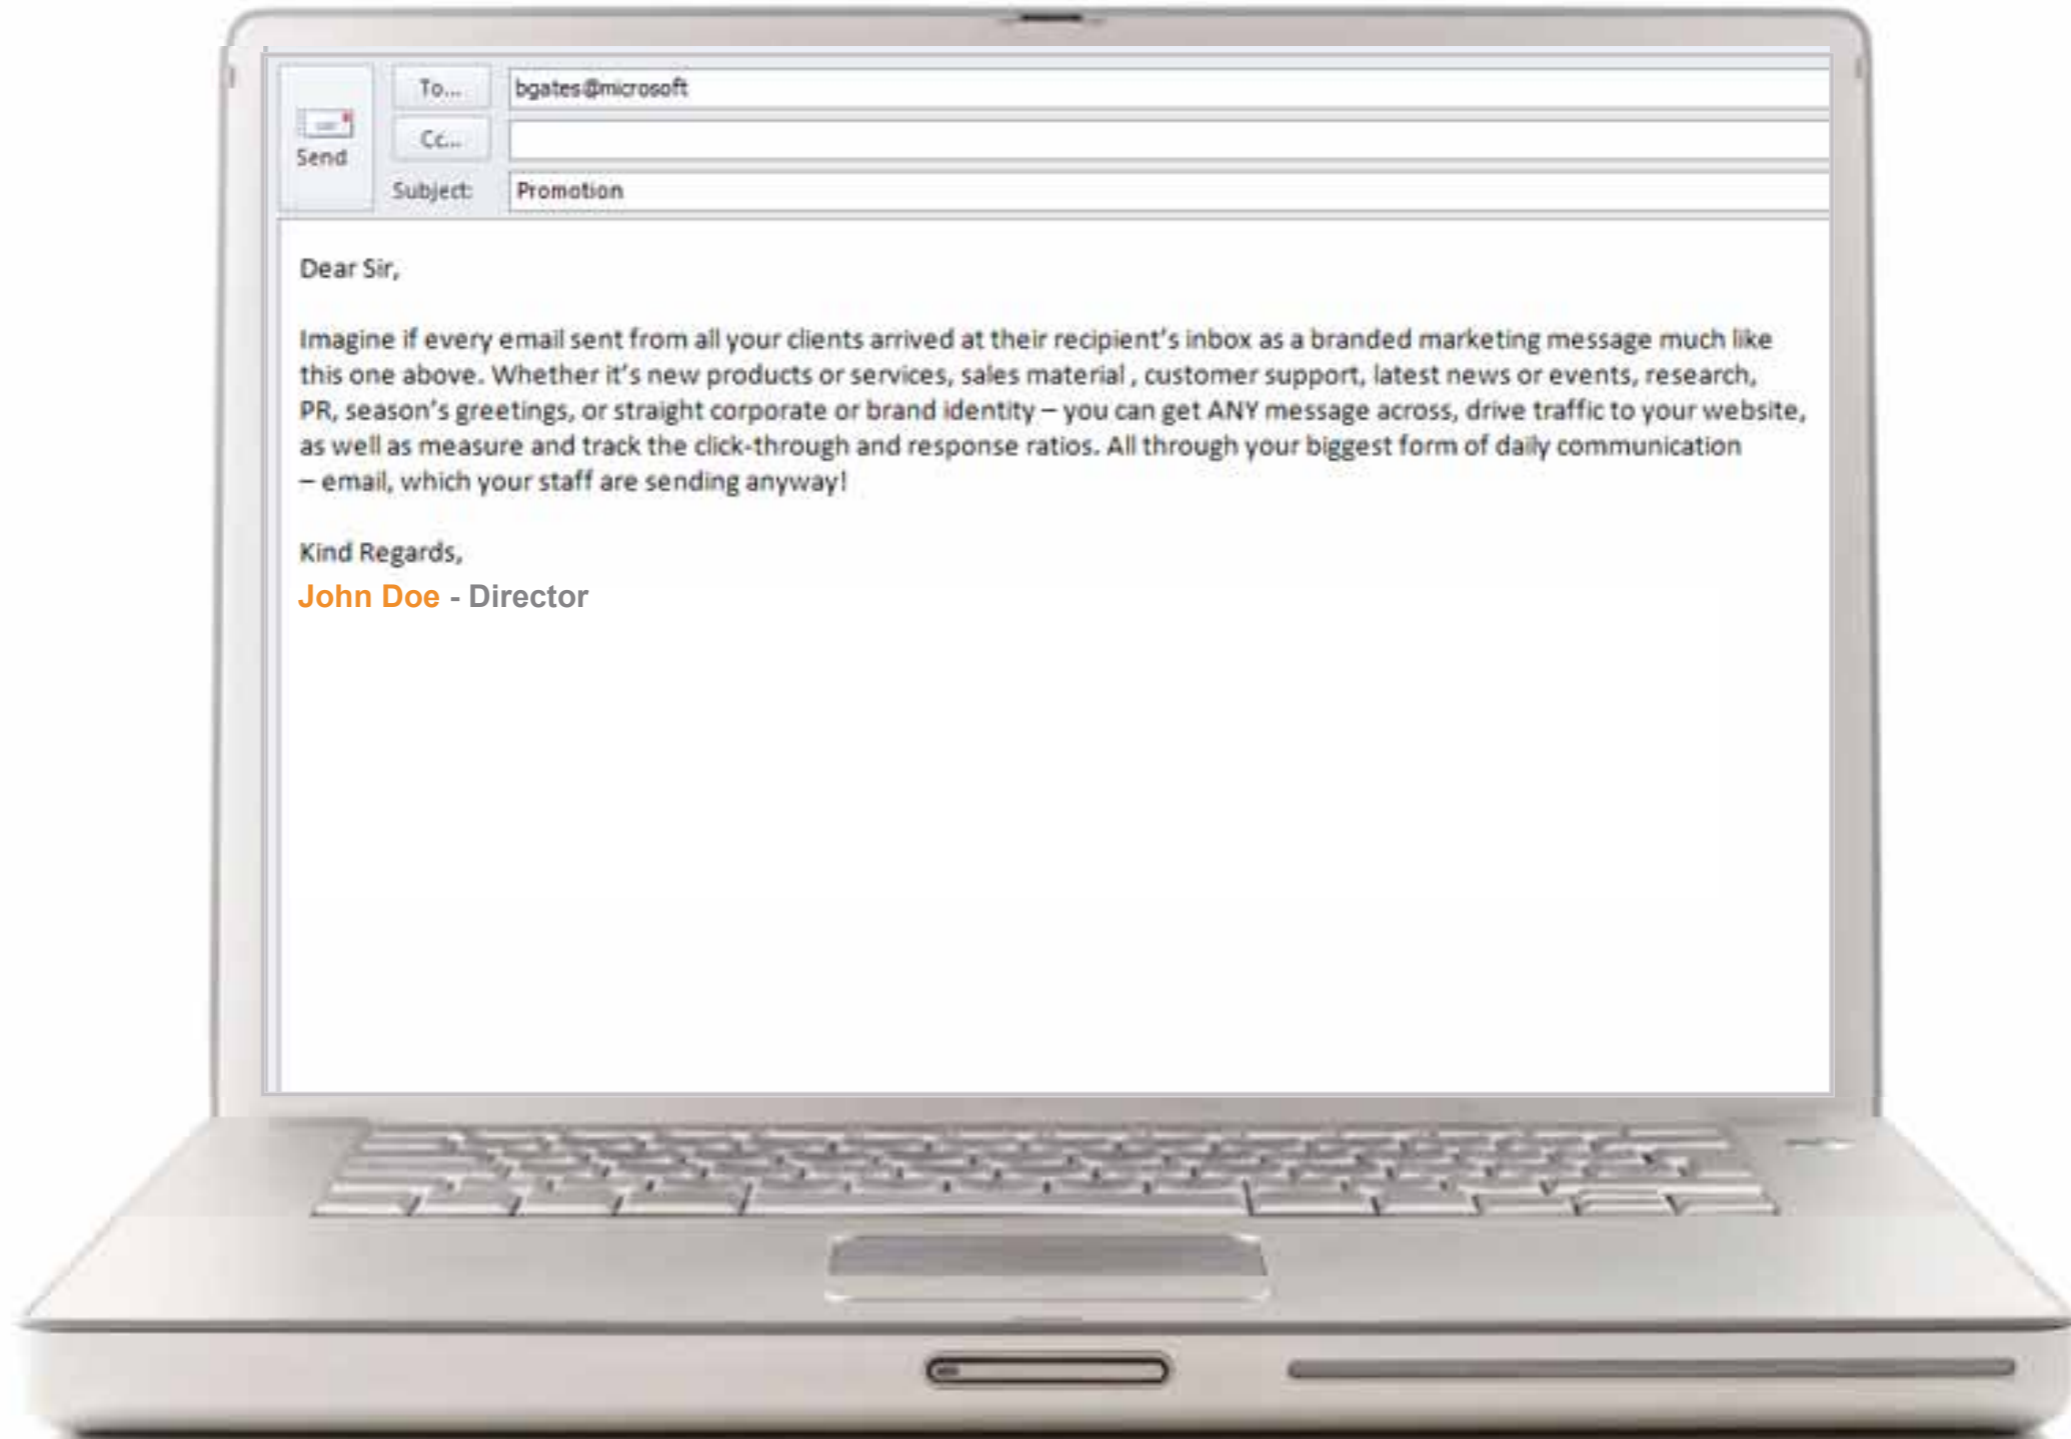 To...
bgates@microsoft
Send
Cc...
Subject:
Promotion
Dear Sir,
Imagine if every email sent from all your clients arrived at their recipient's inbox as a branded marketing message much like
this one above. Whether it's new products or services, sales material , customer support, latest news or events, research,
PR, season's greetings, or straight corporate or brand identity – you can get ANY message across, drive traffic to your website,
as well as measure and track the click-through and response ratios. All through your biggest form of daily communication
– email, which your staff are sending anyway!
Kind Regards,
John Doe - Director